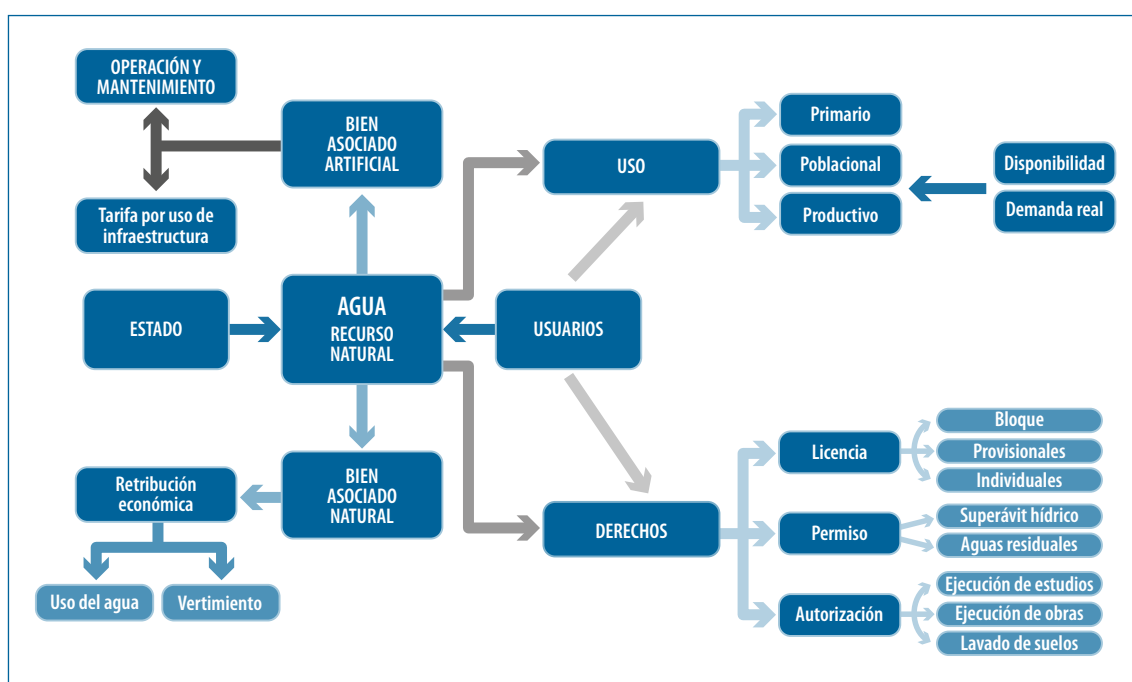 OPERACIÓN Y
MANTENIMIENTO
BIEN
ASOCIADO
ARTIFICIAL
Tarifa por uso de
infraestructura
ESTADO
AGUA
RECURSO
NATURAL
USUARIOS
BIEN
ASOCIADO
NATURAL
Retribución
económica
Uso del agua
Vertimiento
USO
Primario
Poblacional
Productivo
Disponibilidad
Demanda real
DERECHOS
Licencia
Bloque
Provisionales
Individuales
Permiso
Superávit hídrico
Aguas residuales
Autorización
Ejecución de estudios
Ejecución de obras
Lavado de suelos